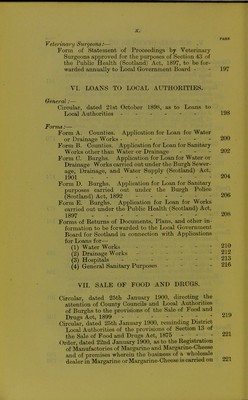 x.
PAGE
Veterinary Surgeons:—
Form of Statement of Proceedings by Veterinary
Surgeons approved for the purposes of Section 43 of
the Public Health (Scotland) Act, 1897, to be for-
warded annually to Local Government Board - 197
VI. LOANS TO LOCAL AUTHORITIES.
General:—
Circular, dated 21st October 1898, as to Loans to
Local Authorities - 198
Forms:—
Form A. Counties. Application for Loan for Water
or Drainage Works - 200
Form B. Counties. Application for Loan for Sanitary
Works other than Water or Drainage - 202
Form C. Burghs. Application for Loan for Water or
Drainage Works carried out under the Burgh Sewer-
age, Drainage, and Water Supply (Scotland) Act,
1901 - 204
Form D. Burghs. Application for Loan for Sanitary
purposes carried out under the Burgh Police
(Scotland) Act, 1892 - 206
Form E. Burghs. Application for Loan for Works
carried out under the Public Health (Scotland) Act,
1897 - 208
Forms of Returns of Documents, Plans, and other in-
formation to be forwarded to the Local Government
Board for Scotland in connection with Applications
for Loans for—
(1) Water Works - 210
(2) Drainage Works - 212
(3) Hospitals - 213
(4) General Sanitary Purposes - 216
VII. SALE OF FOOD AND DRUGS.
Circular, dated 25th January 1900, directing the
attention of County Councils and Local Authorities
of Burghs to the provisions of the Sale of Food and
Drugs Act, 1899 - 219
Circular, dated 25th January 1900, reminding District
Local Authorities of the provisions of Section 13 of
the Sale of Food and Drugs Act, 1875 - 221
Order, dated 22nd January 1900, as to the Registration
of Manufactories of Margarine and Margarine-Cheese
and of premises wherein the business of a wholesale
dealer in Margarine or Margarine-Cheese is carried on 221